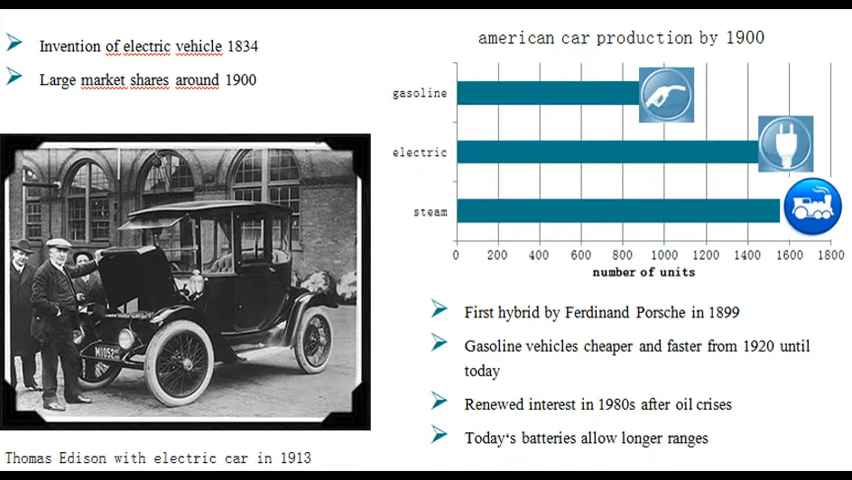 Invention of electric vehicle 1834
Large market shares around 1900
Thomas Edison with electric car in 1913
american car production by 1900
gasoline
electric
steam
0 200 400 600 800 1000 1200 1400 1600 1800
number of units
First hybrid by Ferdinand Porsche in 1899
Gasoline vehicles cheaper and faster from 1920 until
today
Renewed interest in 1980s after oil crises
Today‘s batteries allow longer ranges